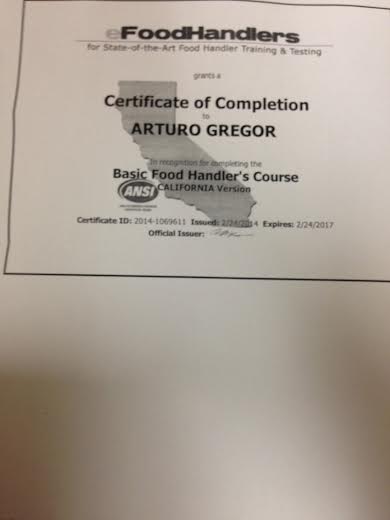 eFoodHandlers
for State-of-the-Art Food Handler Training & Testing
grants a
Certificate of Completion
to
ARTURO GREGOR
In recognition for completing the
Basic Food Handler's Course
ANSI CALIFORNIA Version
Certificate ID: 2014-1069611 Issued: 2/24/2014 Expires: 2/24/2017
Official Issuer: